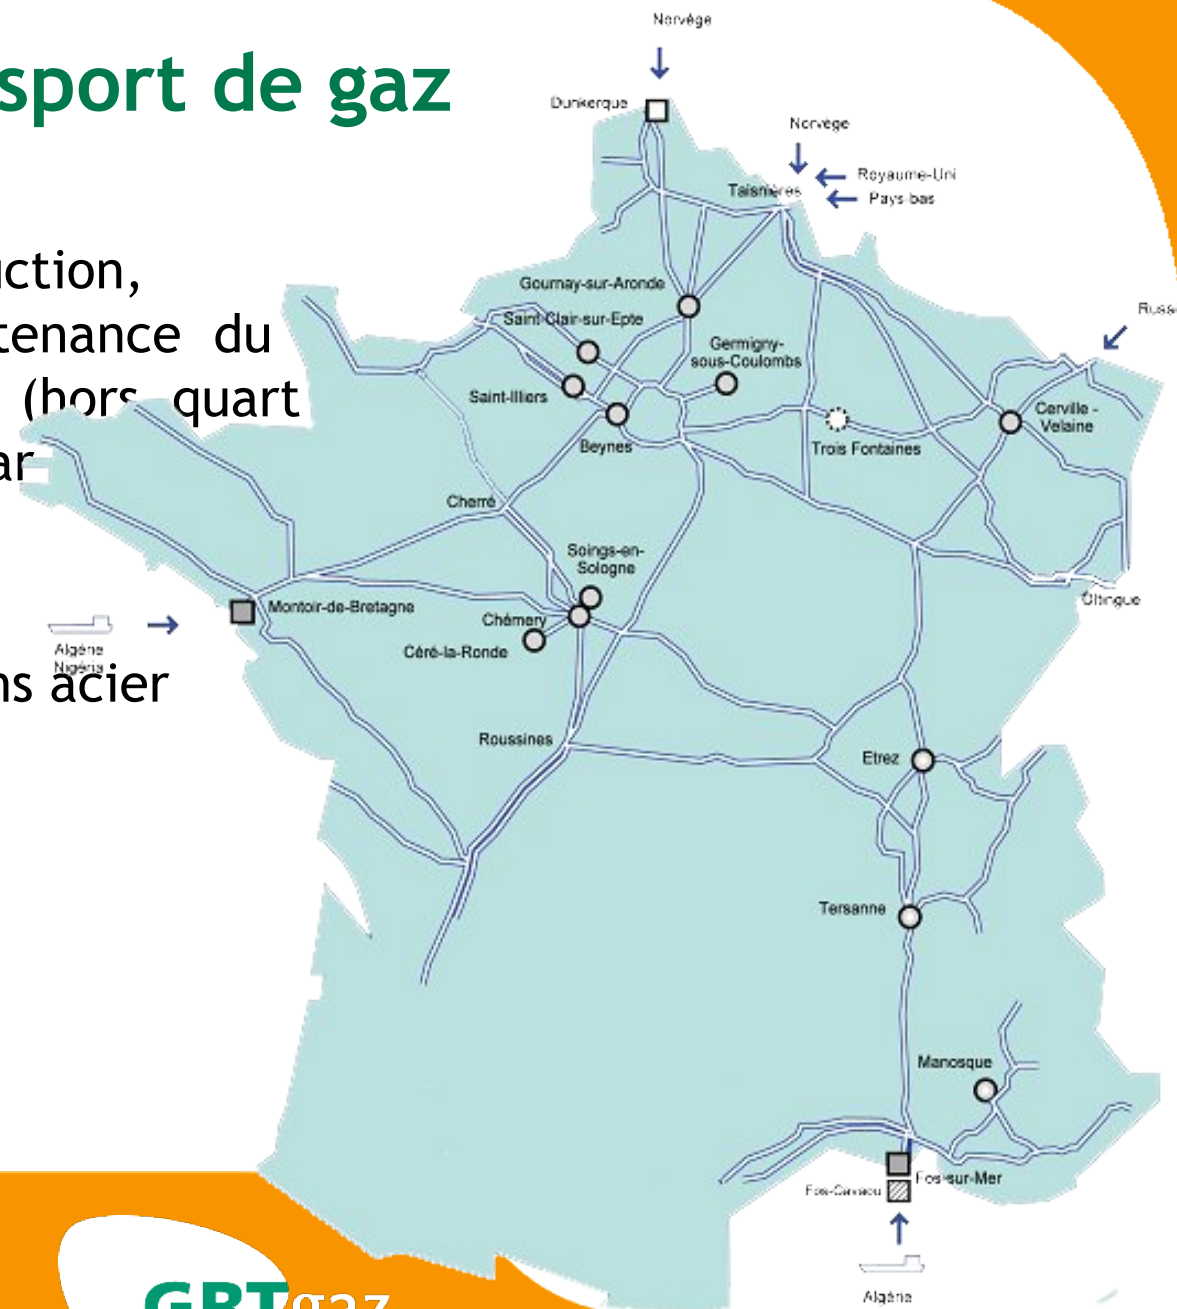 Norvège
sport de gaz
Dunkerque
Norvège
Royaume-Uni
Taisnières
Pays-bas
uction,
Gournay-sur-Aronde
Saint-Clair-sur-Epte
tenance du
Germigny-
sous-Coulombs
(hors quart
Saint-Illiers
Cerville -
Velaine
Beynes
Trois Fontaines
ar
Cherré
Soings-en-
Sologne
Oltingue
Montoir-de-Bretagne
Chémery
Céré-la-Ronde
Algérie
Nigéria
ns acier
Roussines
Etrez
Tersanne
Manosque
Fos-sur-Mer
Fos-Cavaou
Algérie
GRTgaz